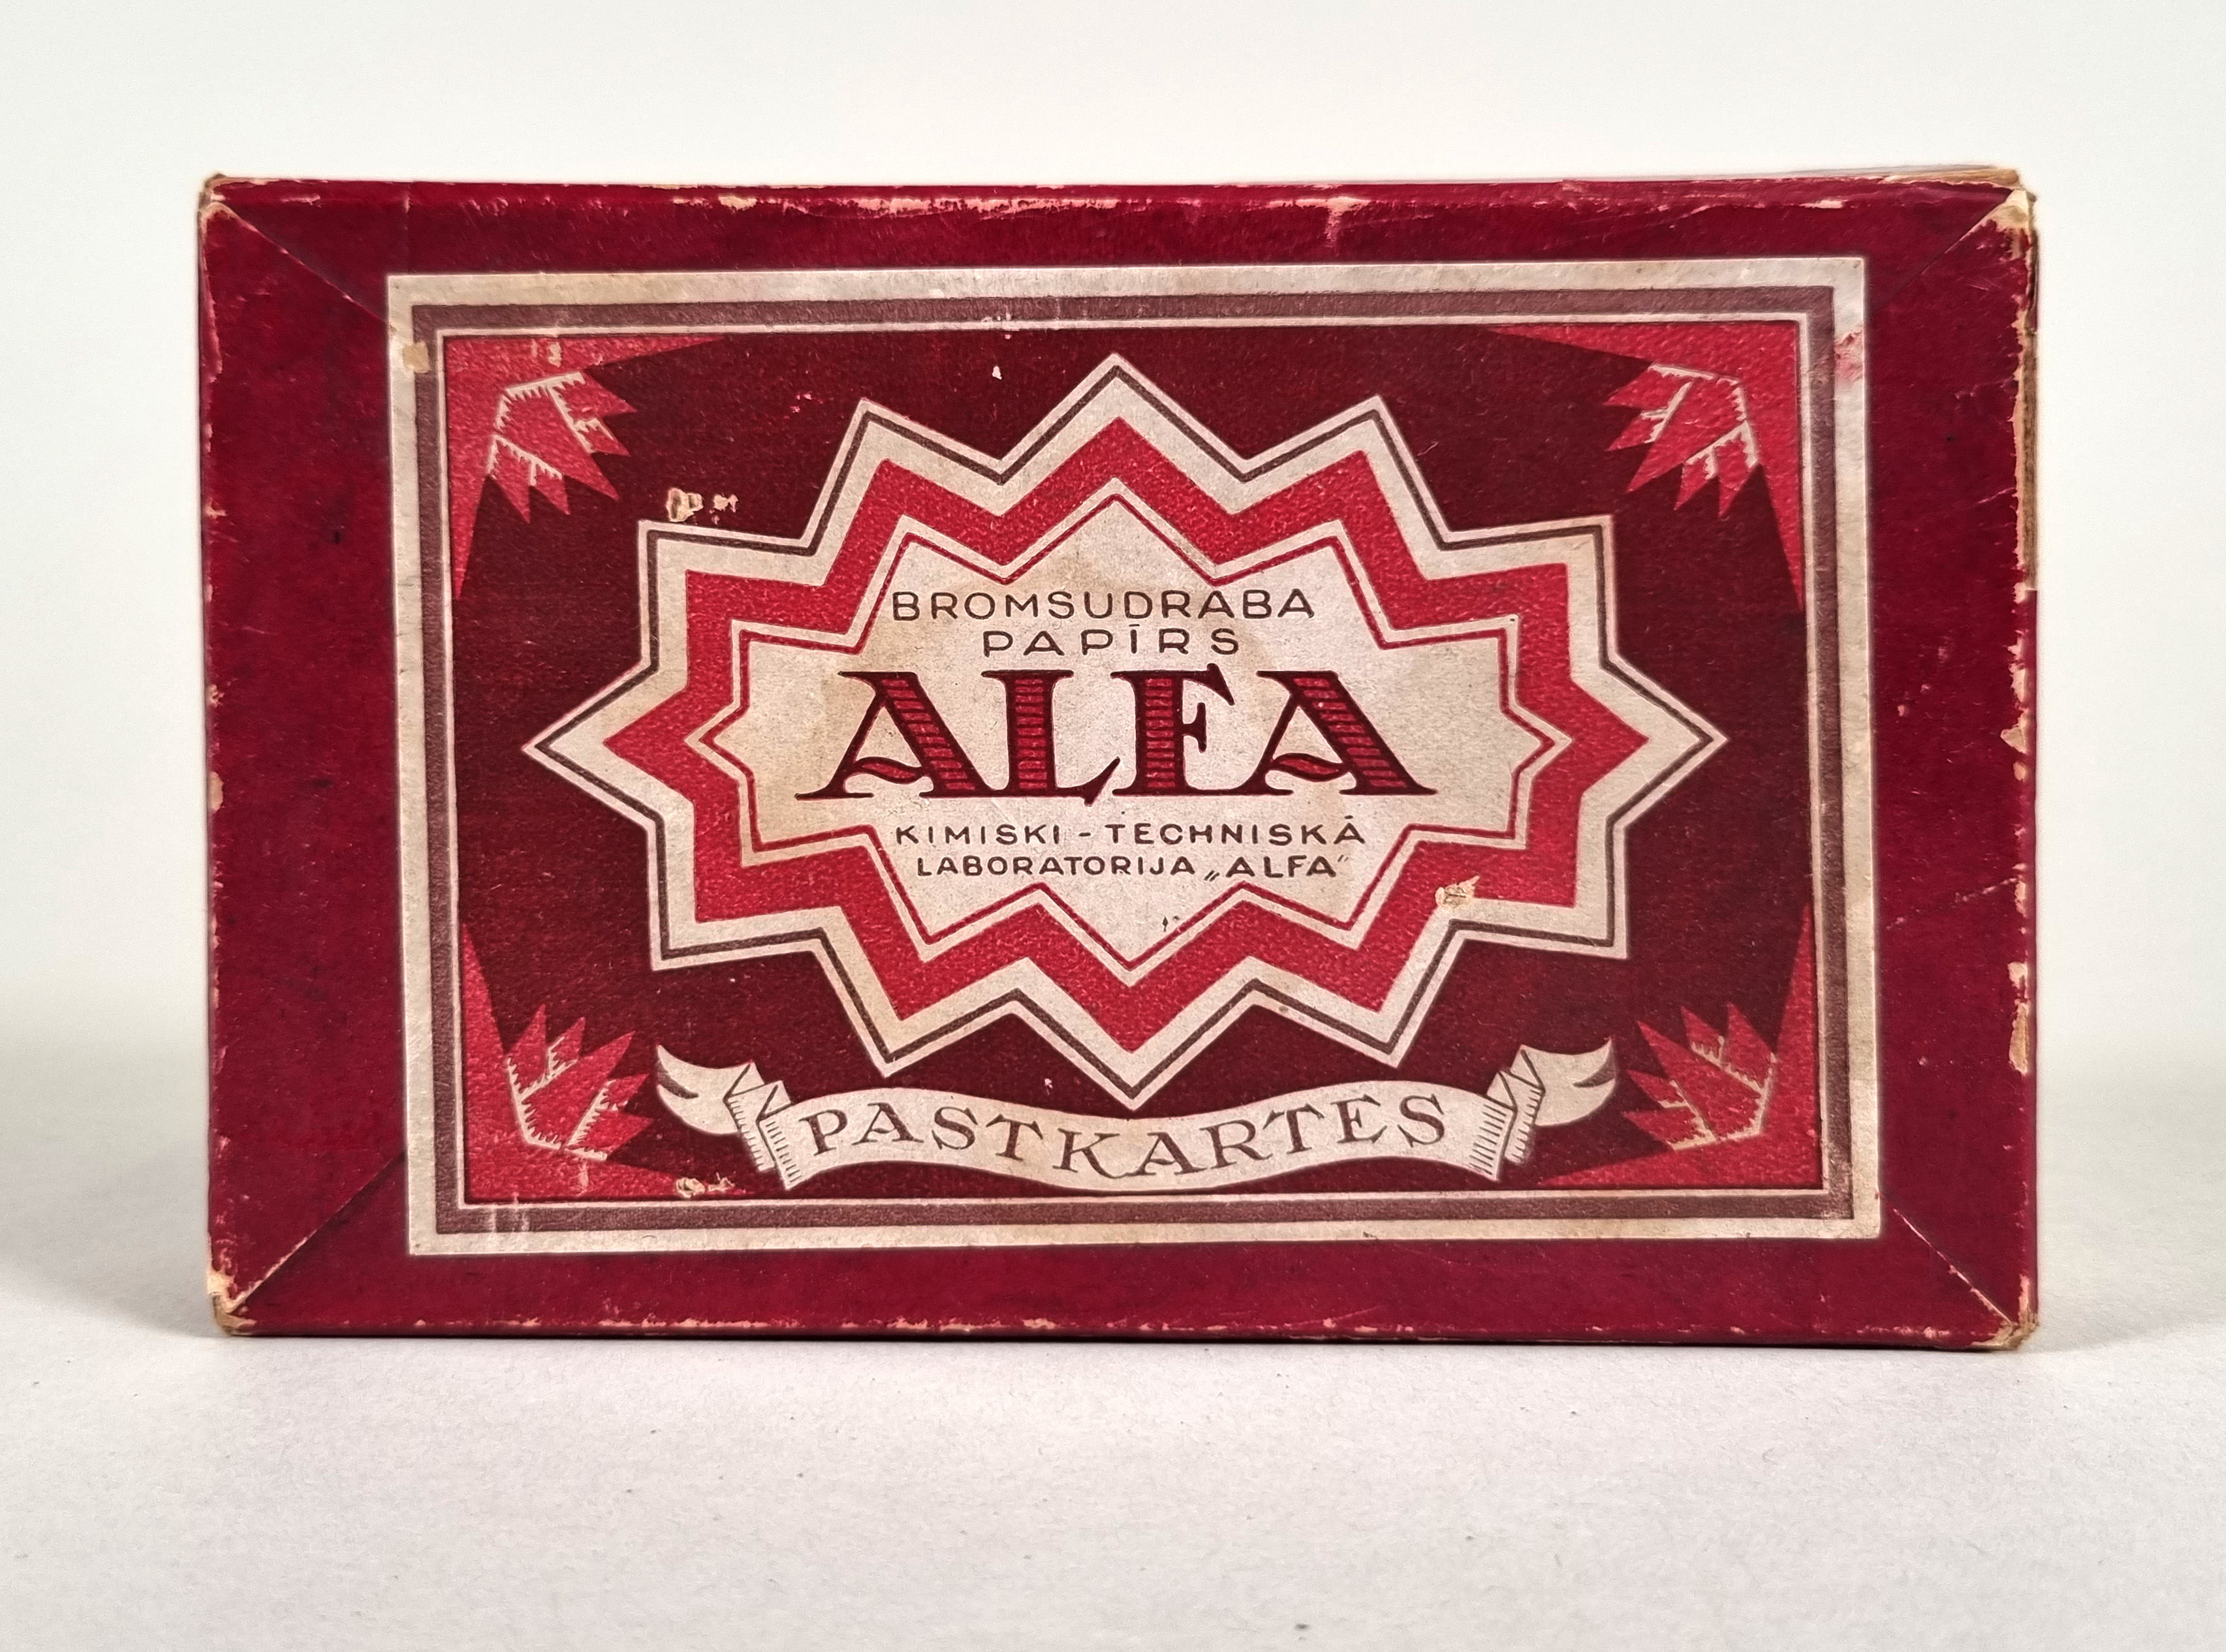 BROMSUDRABA
PAPĪRS
ALFA
KIMISKI - TECHNISKĀ
LABORATORIJA „ALFA"
PASTKARTES